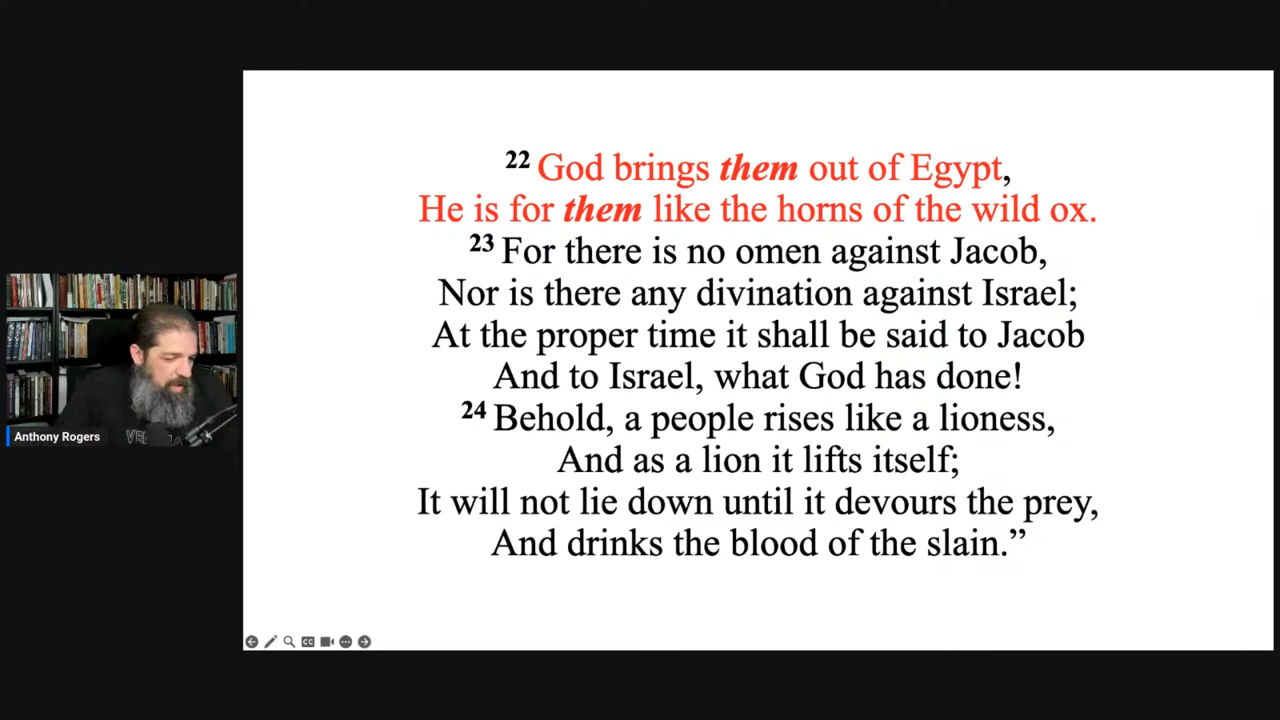 22 God brings them out of Egypt,
He is for them like the horns of the wild ox.
23 For there is no omen against Jacob,
Nor is there any divination against Israel;
At the proper time it shall be said to Jacob
And to Israel, what God has done!
24 Behold, a people rises like a lioness,
And as a lion it lifts itself;
It will not lie down until it devours the prey,
And drinks the blood of the slain.”
Anthony Rogers